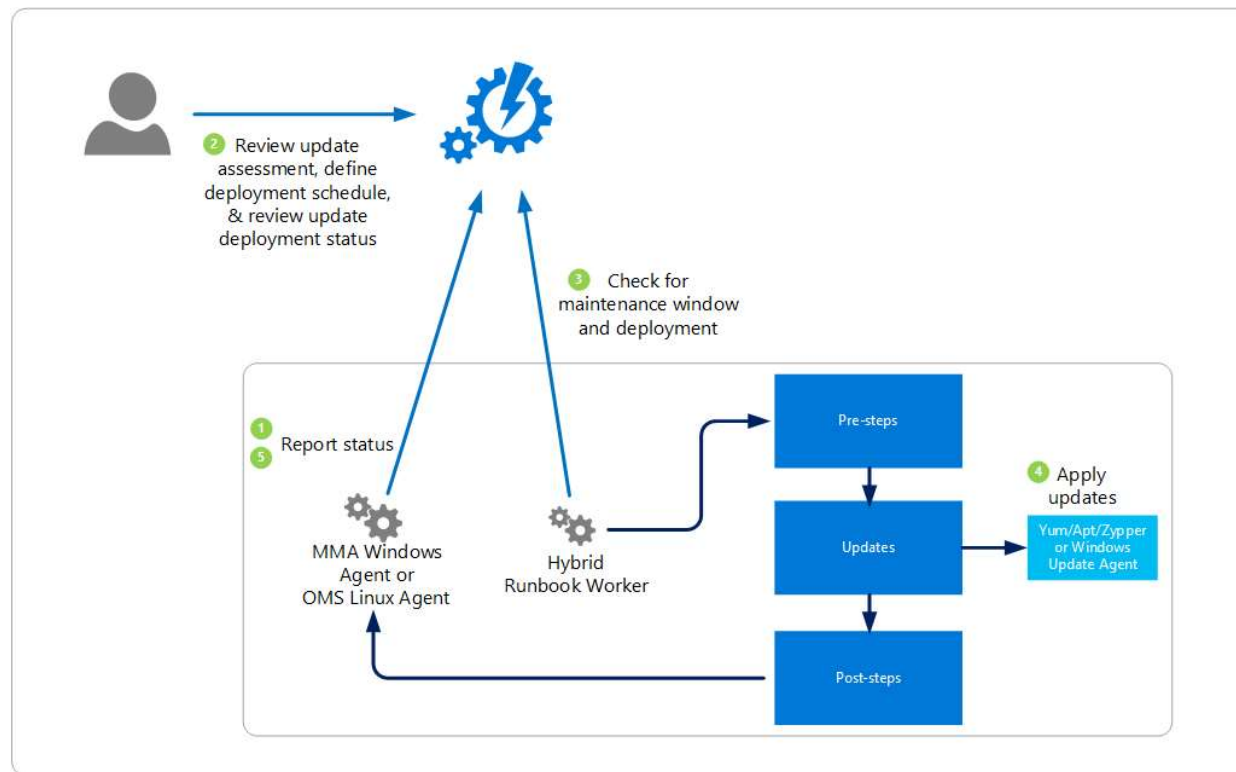 2 Review update
assessment, define
deployment schedule,
& review update
deployment status
3 Check for
maintenance window
and deployment
1
5
Report status
MMA Windows
Agent or
OMS Linux Agent
Hybrid
Runbook Worker
Pre-steps
Updates
Post-steps
4 Apply
updates
Yum/Apt/Zypper
or Windows
Update Agent